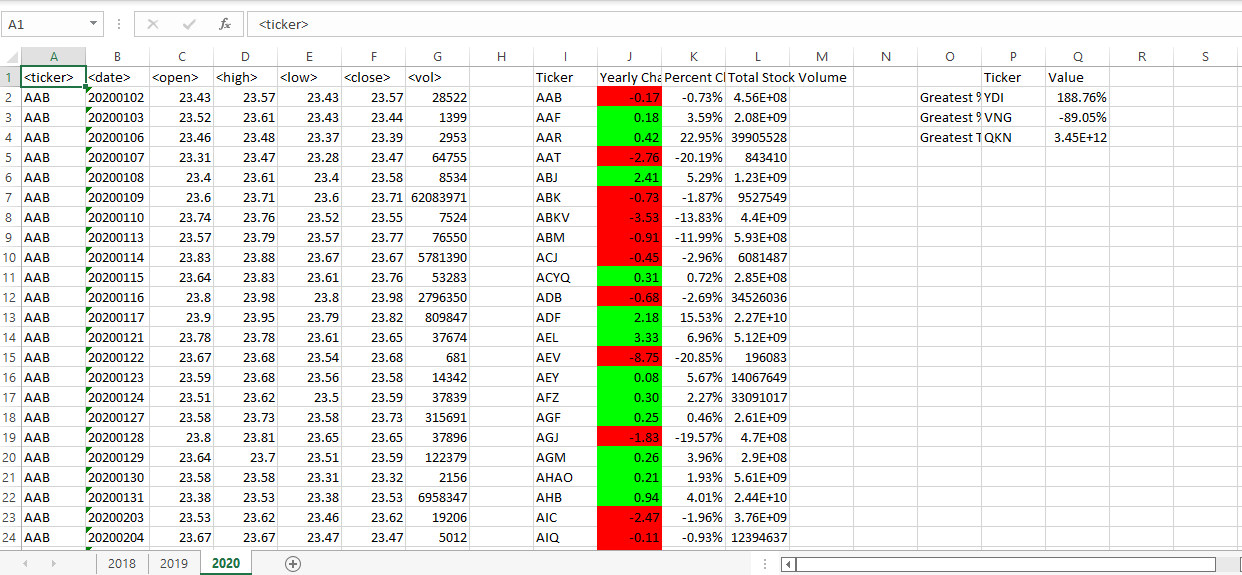 A1 fx <ticker>
A B C D E F G H I J K L M N O P Q R S
1 <ticker> <date> <open> <high> <low> <close> <vol> Ticker Yearly Cha Percent Cl Total Stock Volume Ticker Value
2 AAB 20200102 23.43 23.57 23.43 23.57 28522 AAB -0.17 -0.73% 4.56E+08 Greatest % YDI 188.76%
3 AAB 20200103 23.52 23.61 23.43 23.44 1399 AAF 0.18 3.59% 2.08E+09 Greatest % VNG -89.05%
4 AAB 20200106 23.46 23.48 23.37 23.39 2953 AAR 0.42 22.95% 39905528 Greatest T QKN 3.45E+12
5 AAB 20200107 23.31 23.47 23.28 23.47 64755 AAT -2.76 -20.19% 843410
6 AAB 20200108 23.4 23.61 23.4 23.58 8534 ABJ 2.41 5.29% 1.23E+09
7 AAB 20200109 23.6 23.71 23.6 23.71 62083971 ABK -0.73 -1.87% 9527549
8 AAB 20200110 23.74 23.76 23.52 23.55 7524 ABKV -3.53 -13.83% 4.4E+09
9 AAB 20200113 23.57 23.79 23.57 23.77 76550 ABM -0.91 -11.99% 5.93E+08
10 AAB 20200114 23.83 23.88 23.67 23.67 5781390 ACJ -0.45 -2.96% 6081487
11 AAB 20200115 23.64 23.83 23.61 23.76 53283 ACYQ 0.31 0.72% 2.85E+08
12 AAB 20200116 23.8 23.98 23.8 23.98 2796350 ADB -0.68 -2.69% 34526036
13 AAB 20200117 23.9 23.95 23.79 23.82 809847 ADF 2.18 15.53% 2.27E+10
14 AAB 20200121 23.78 23.78 23.61 23.65 37674 AEL 3.33 6.96% 5.12E+09
15 AAB 20200122 23.67 23.68 23.54 23.68 681 AEV -8.75 -20.85% 196083
16 AAB 20200123 23.59 23.68 23.56 23.58 14342 AEY 0.08 5.67% 14067649
17 AAB 20200124 23.51 23.62 23.5 23.59 37839 AFZ 0.30 2.27% 33091017
18 AAB 20200127 23.58 23.73 23.58 23.73 315691 AGF 0.25 0.46% 2.61E+09
19 AAB 20200128 23.8 23.81 23.65 23.65 37896 AGJ -1.83 -19.57% 4.7E+08
20 AAB 20200129 23.64 23.7 23.51 23.59 122379 AGM 0.26 3.96% 2.9E+08
21 AAB 20200130 23.58 23.58 23.31 23.32 2156 AHAO 0.21 1.93% 5.61E+09
22 AAB 20200131 23.38 23.53 23.38 23.53 6958347 AHB 0.94 4.01% 2.44E+10
23 AAB 20200203 23.53 23.62 23.46 23.62 19206 AIC -2.47 -1.96% 3.76E+09
24 AAB 20200204 23.67 23.67 23.47 23.47 5012 AIQ -0.11 -0.93% 12394637
2018 2019 2020